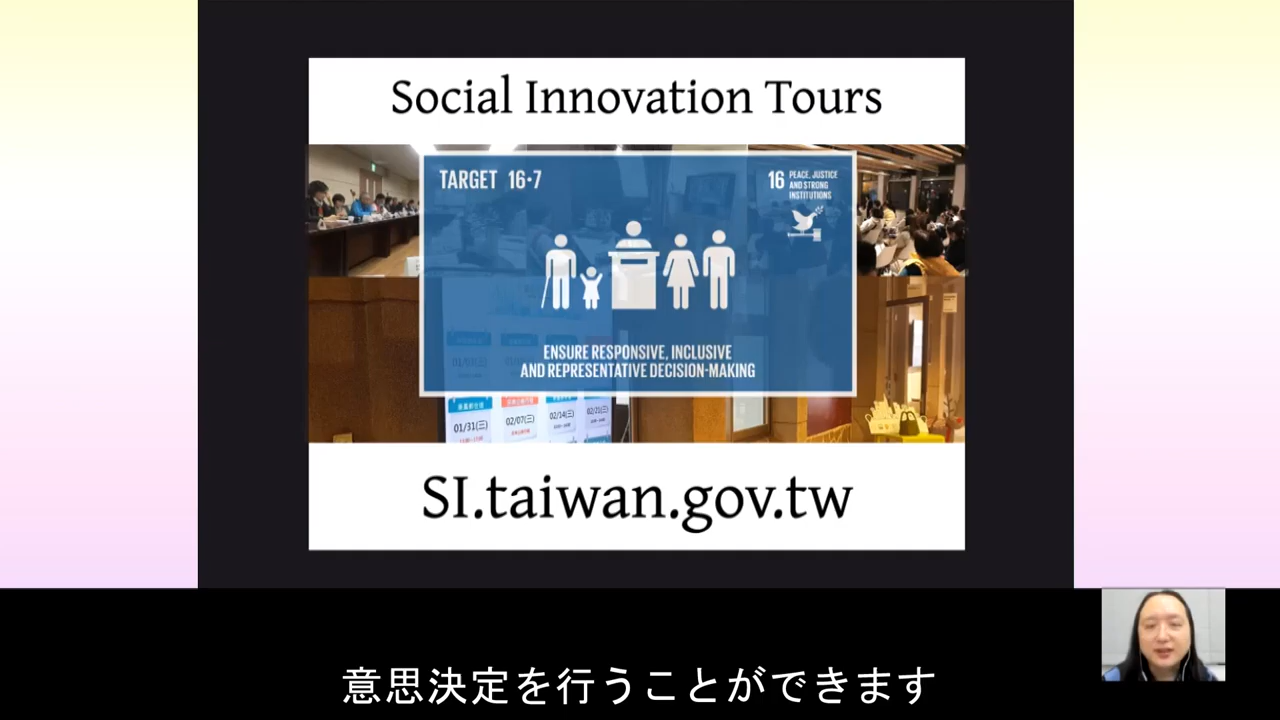 Social Innovation Tours
TARGET 16·7
16 PEACE, JUSTICE
AND STRONG
INSTITUTIONS
ENSURE RESPONSIVE, INCLUSIVE
AND REPRESENTATIVE DECISION-MAKING
01/31(三)
02/07(三)
02/14(三)
02/21(三)
SI.taiwan.gov.tw
意思決定を行うことができます